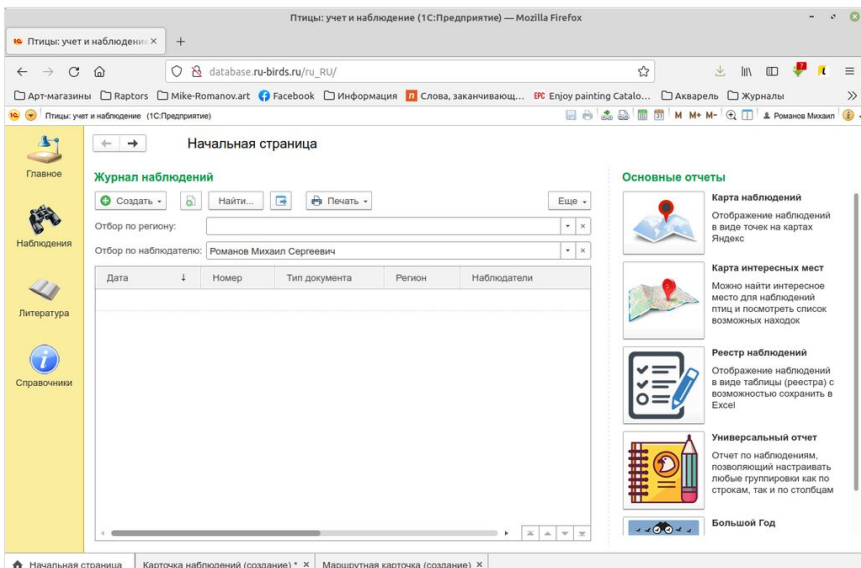 Птицы: учет и наблюдение (1С:Предприятие) — Mozilla Firefox
Птицы: учет и наблюдение
database.ru-birds.ru/ru_RU/
Арт-магазины Raptors Mike-Romanov.art Facebook Информация Слова, заканчивающ... EPC Enjoy painting Catalo... Акварель Журналы
Птицы: учет и наблюдение (1С:Предприятие) M M+ M- Романов Михаил
Главное
Наблюдения
Литература
Справочники
Начальная страница
Журнал наблюдений
Создать Найти... Печать Еще
Отбор по региону:
Отбор по наблюдателю: Романов Михаил Сергеевич
Дата ↓ Номер Тип документа Регион Наблюдатели
Основные отчеты
Карта наблюдений
Отображение наблюдений
в виде точек на картах
Яндекс
Карта интересных мест
Можно найти интересное
место для наблюдений
птиц и посмотреть список
возможных находок
Реестр наблюдений
Отображение наблюдений
в виде таблицы (реестра) с
возможностью сохранить в
Excel
Универсальный отчет
Отчет по наблюдениям,
позволяющий настраивать
любые группировки как по
строкам, так и по столбцам
Большой Год
Начальная страница Карточка наблюдений (создание) * × Маршрутная карточка (создание) ×